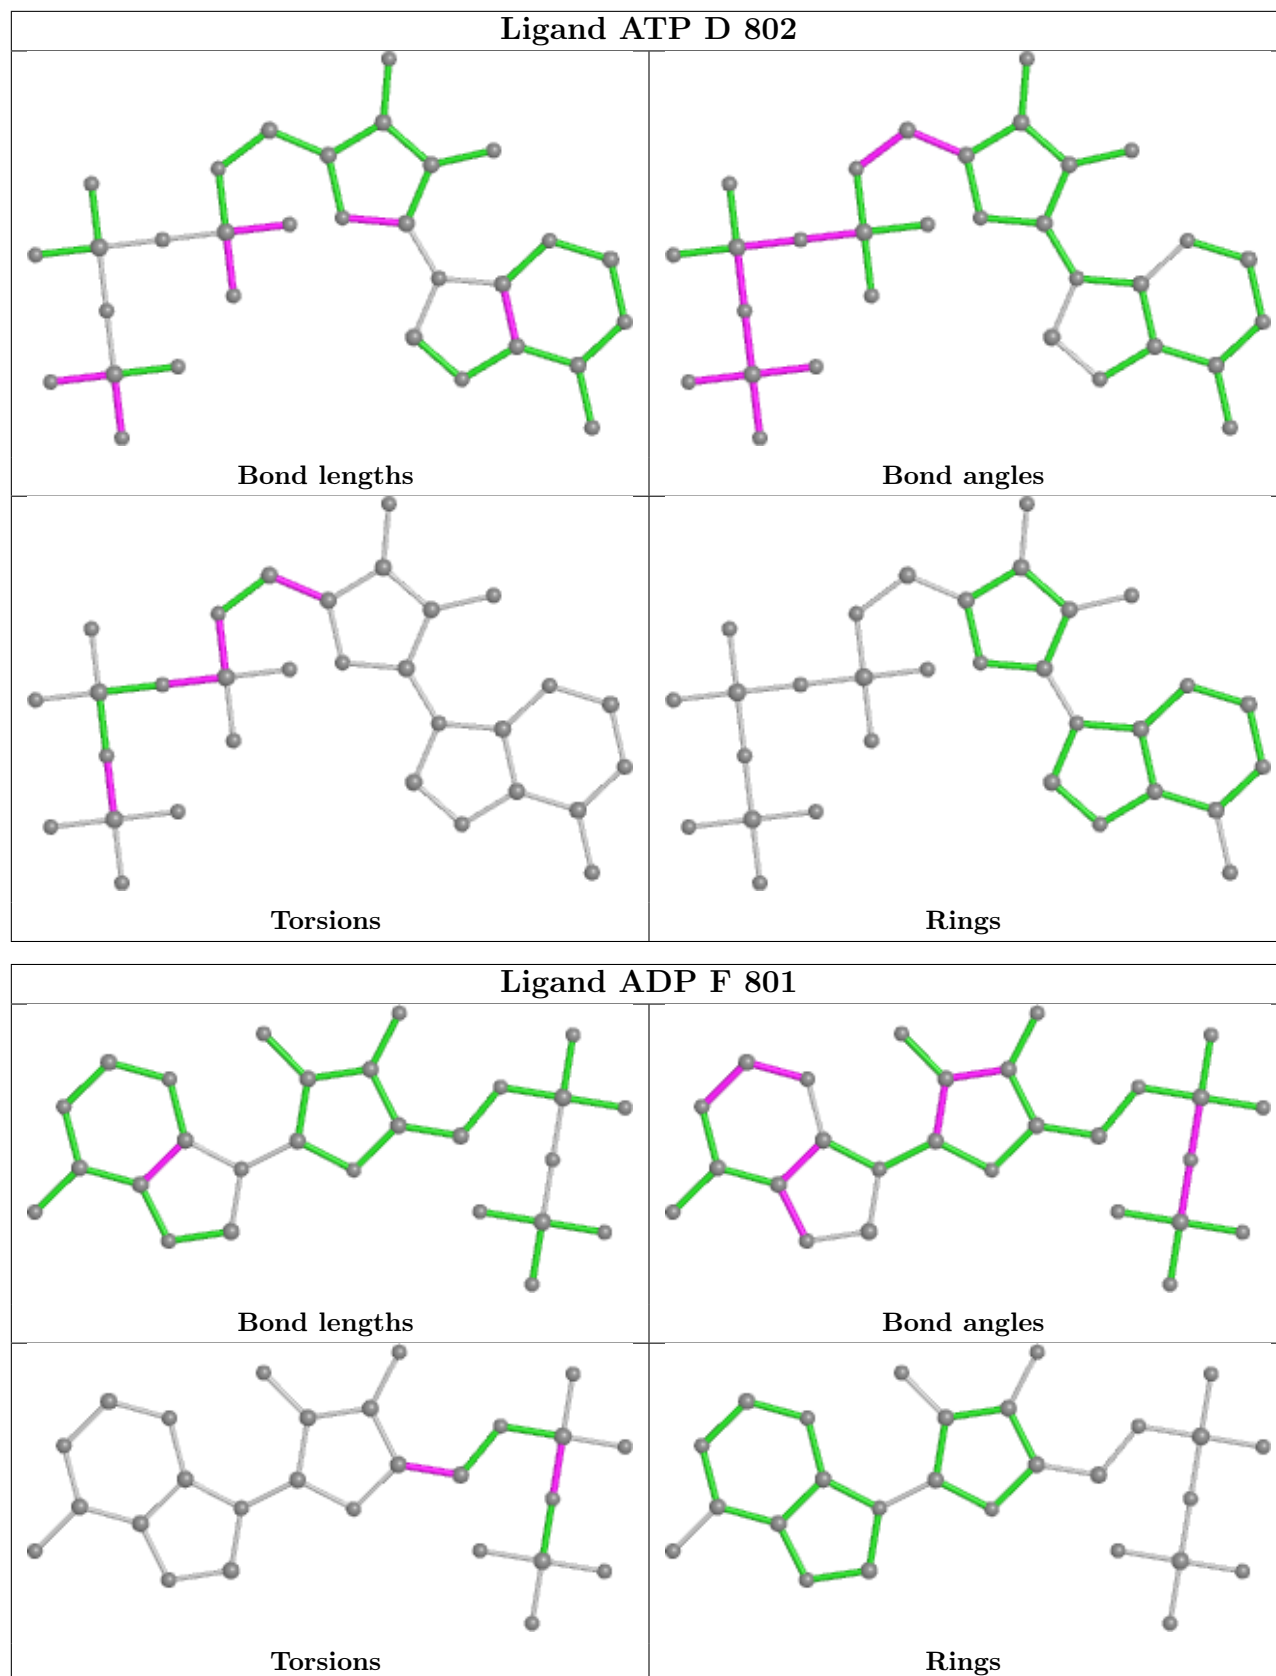 Ligand ATP D 802
Bond lengths
Bond angles
Torsions
Rings
Ligand ADP F 801
Bond lengths
Bond angles
Torsions
Rings